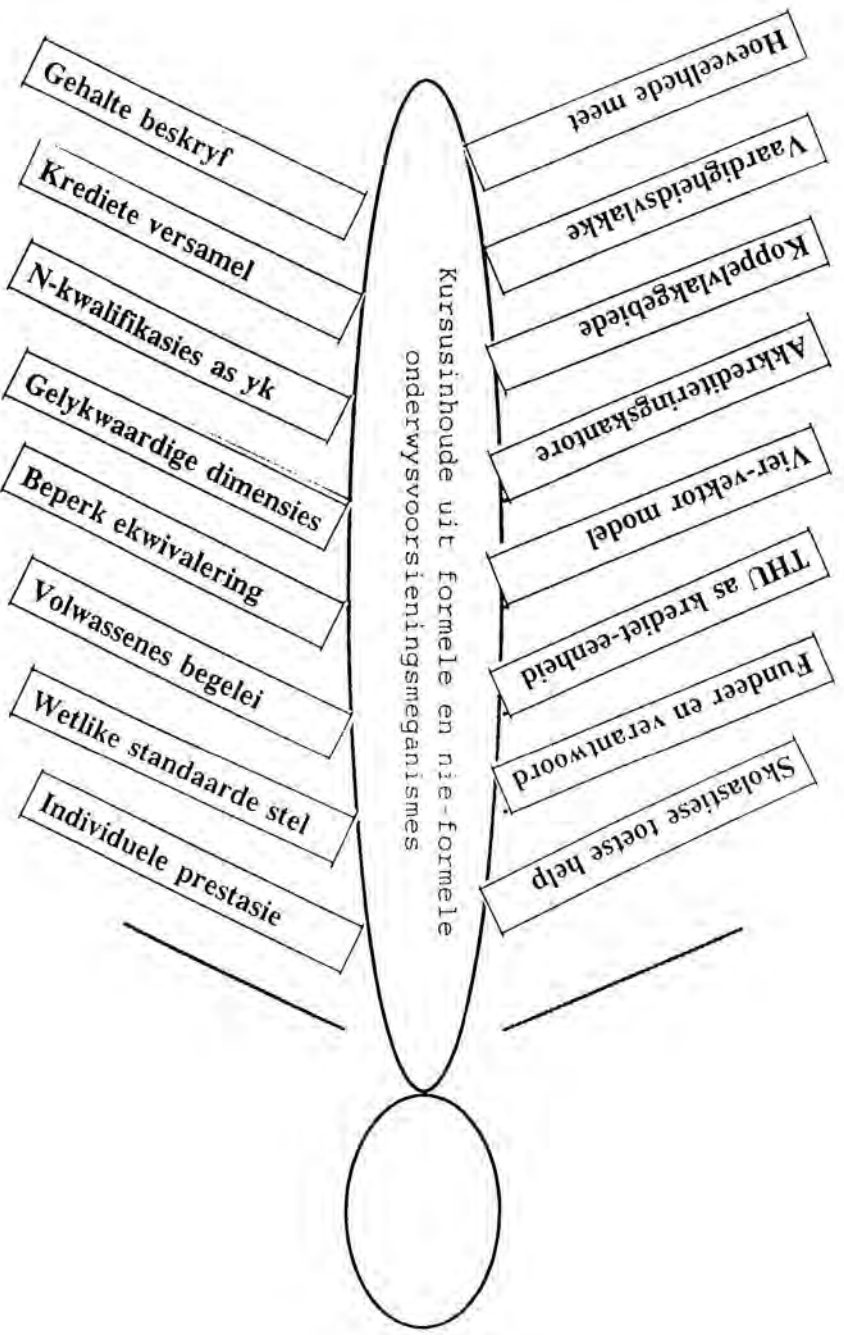 Gehalte beskryf
Krediete versamel
N-kwalifikasies as yk
Gelykwaardige dimensies
Beperk ekwivalering
Volwassenes begelei
Wetlike standaarde stel
Individuele prestasie
Kursusinhoude uit formele en nie-formele
onderwysvoorsieningsmeganismes
Hoeveelhede meet
Vaardigheidsvlakke
Koppelvlakgebiede
Akkrediteringskantore
Vier-vektor model
THU as krediet-eenheid
Fundeer en verantwoord
Skolastiese toetse help